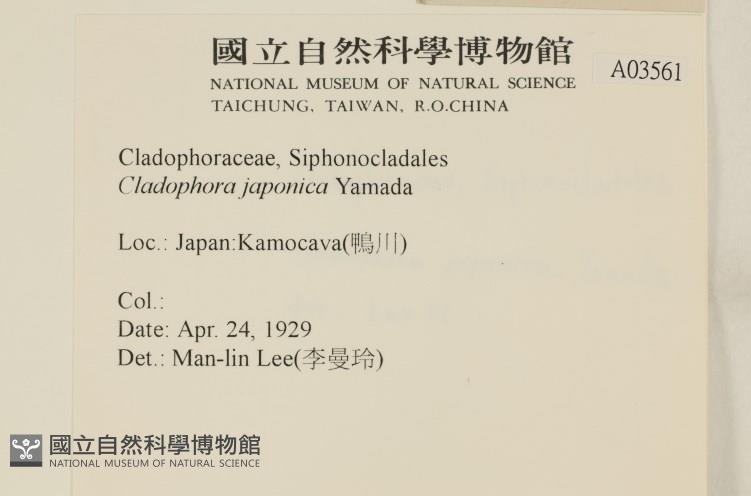 國立自然科學博物館
A03561
NATIONAL MUSEUM OF NATURAL SCIENCE
TAICHUNG, TAIWAN, R.O.CHINA
Cladophoraceae, Siphonocladales
Cladophora japonica Yamada
Loc.: Japan:Kamocava(鴨川)
Col.:
Date: Apr. 24, 1929
Det.: Man-lin Lee(李曼玲)
國立自然科學博物館
NATIONAL MUSEUM OF NATURAL SCIENCE